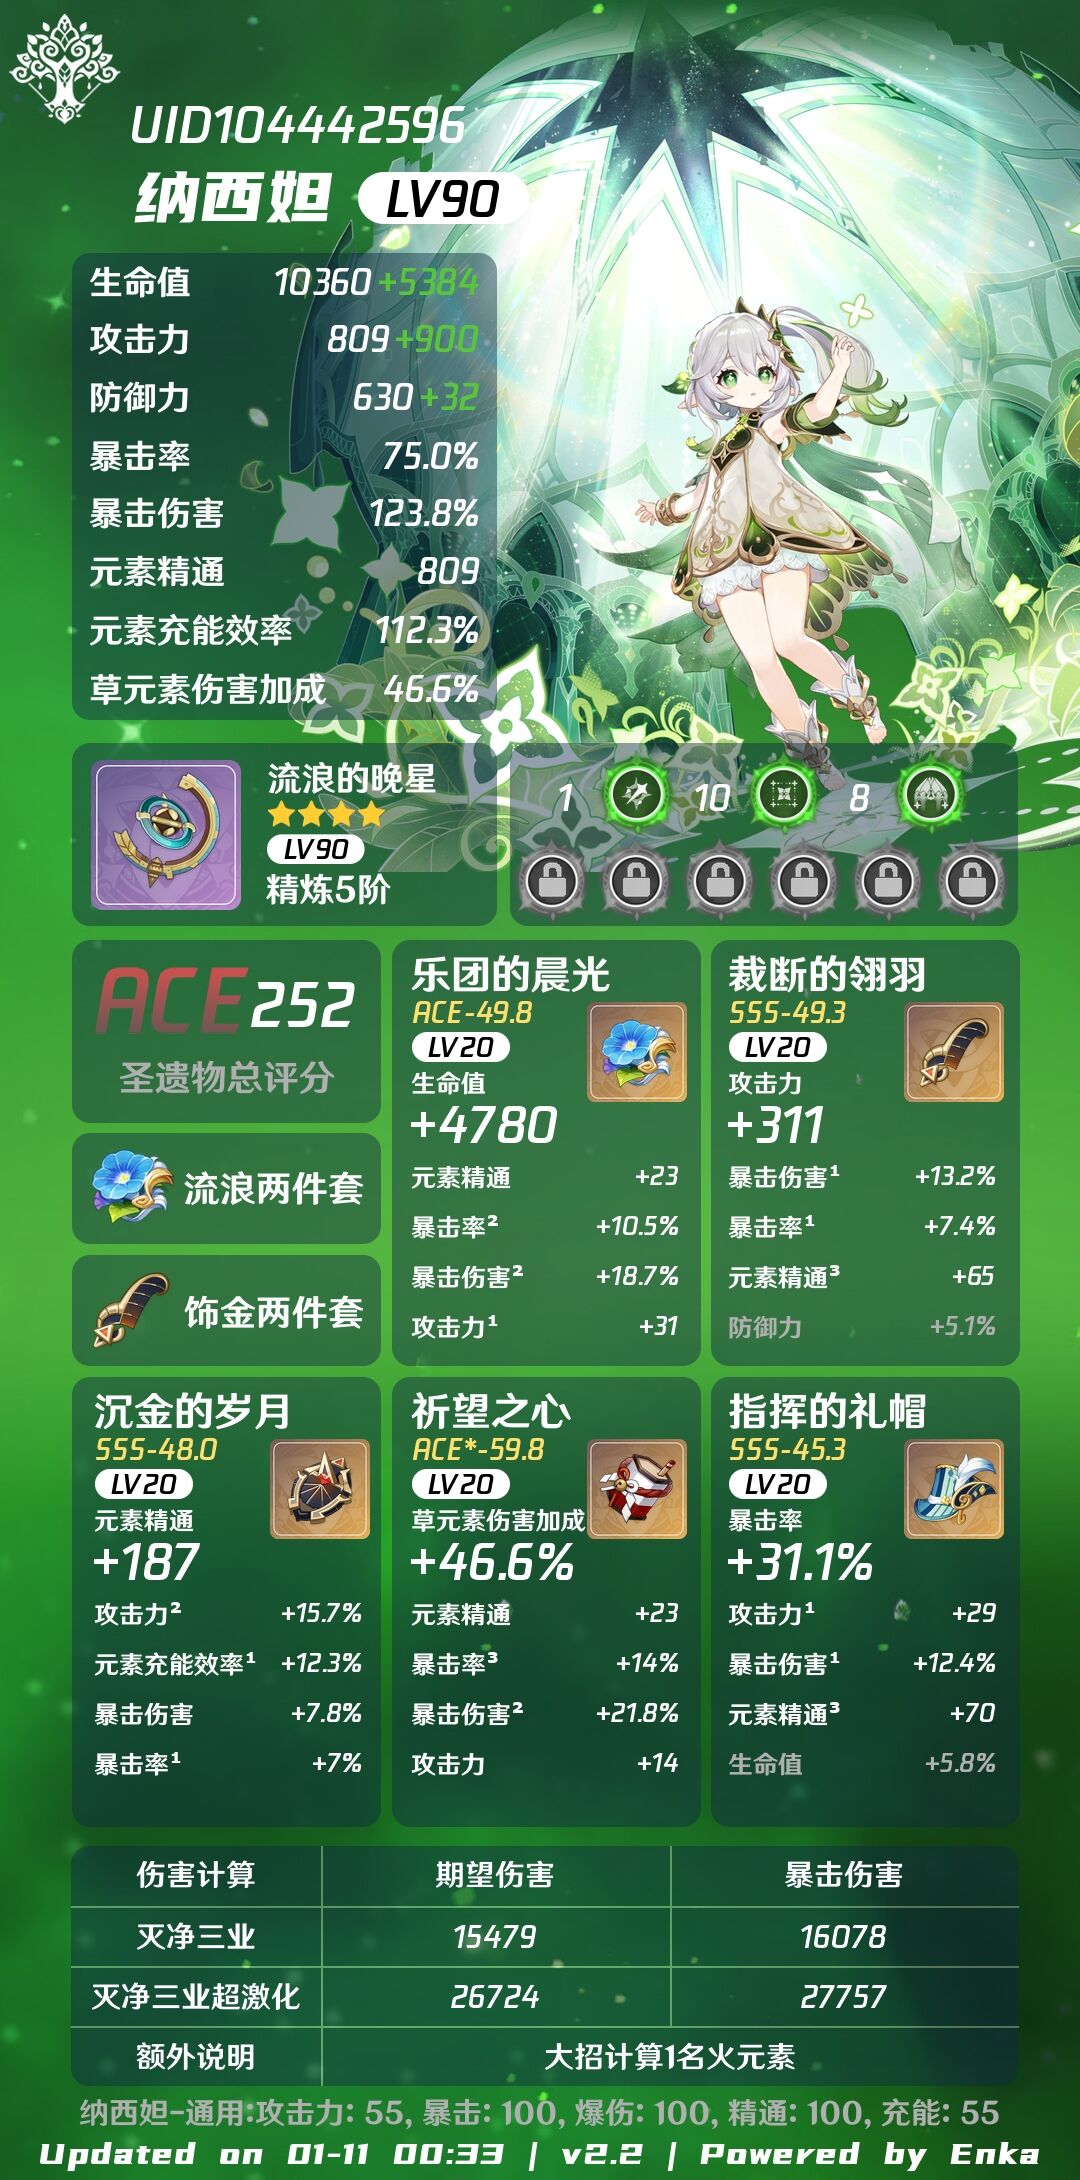 UID104442596
纳西妲 LV90
生命值 10360+5384
攻击力 809+900
防御力 630+32
暴击率 75.0%
暴击伤害 123.8%
元素精通 809
元素充能效率 112.3%
草元素伤害加成 46.6%
流浪的晚星
LV90
精炼5阶
1 10 8
ACE252
圣遗物总评分
流浪两件套
饰金两件套
乐团的晨光
ACE-49.8
LV20
生命值
+4780
元素精通 +23
暴击率² +10.5%
暴击伤害² +18.7%
攻击力¹ +31
裁断的翎羽
SSS-49.3
LV20
攻击力
+311
暴击伤害¹ +13.2%
暴击率¹ +7.4%
元素精通³ +65
防御力 +5.1%
沉金的岁月
SSS-48.0
LV20
元素精通
+187
攻击力² +15.7%
元素充能效率¹ +12.3%
暴击伤害 +7.8%
暴击率¹ +7%
祈望之心
ACE*-59.8
LV20
草元素伤害加成
+46.6%
元素精通 +23
暴击率³ +14%
暴击伤害² +21.8%
攻击力 +14
指挥的礼帽
SSS-45.3
LV20
暴击率
+31.1%
攻击力¹ +29
暴击伤害¹ +12.4%
元素精通³ +70
生命值 +5.8%
伤害计算 期望伤害 暴击伤害
灭净三业 15479 16078
灭净三业超激化 26724 27757
额外说明 大招计算1名火元素
纳西妲-通用:攻击力: 55, 暴击: 100, 爆伤: 100, 精通: 100, 充能: 55
Updated on 01-11 00:33 | v2.2 | Powered by Enka